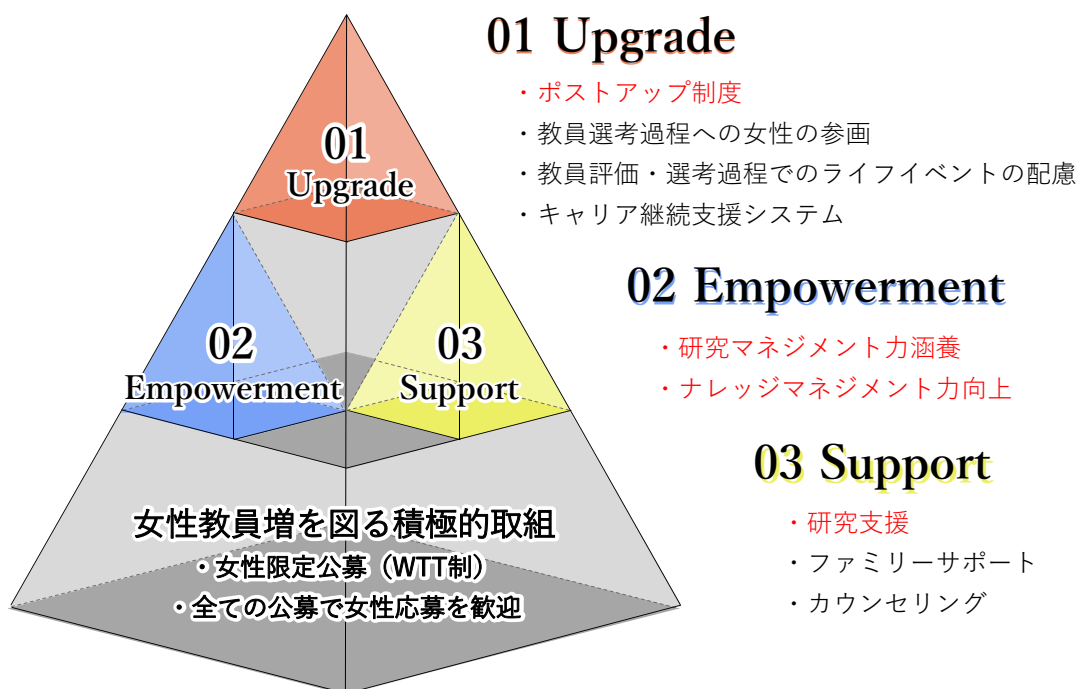 01 Upgrade
・ポストアップ制度
・教員選考過程への女性の参画
・教員評価・選考過程でのライフイベントの配慮
・キャリア継続支援システム
02 Empowerment
・研究マネジメント力涵養
・ナレッジマネジメント力向上
03 Support
・研究支援
・ファミリーサポート
・カウンセリング
01
Upgrade
02
Empowerment
03
Support
女性教員増を図る積極的取組
・女性限定公募（WTT制）
・全ての公募で女性応募を歓迎